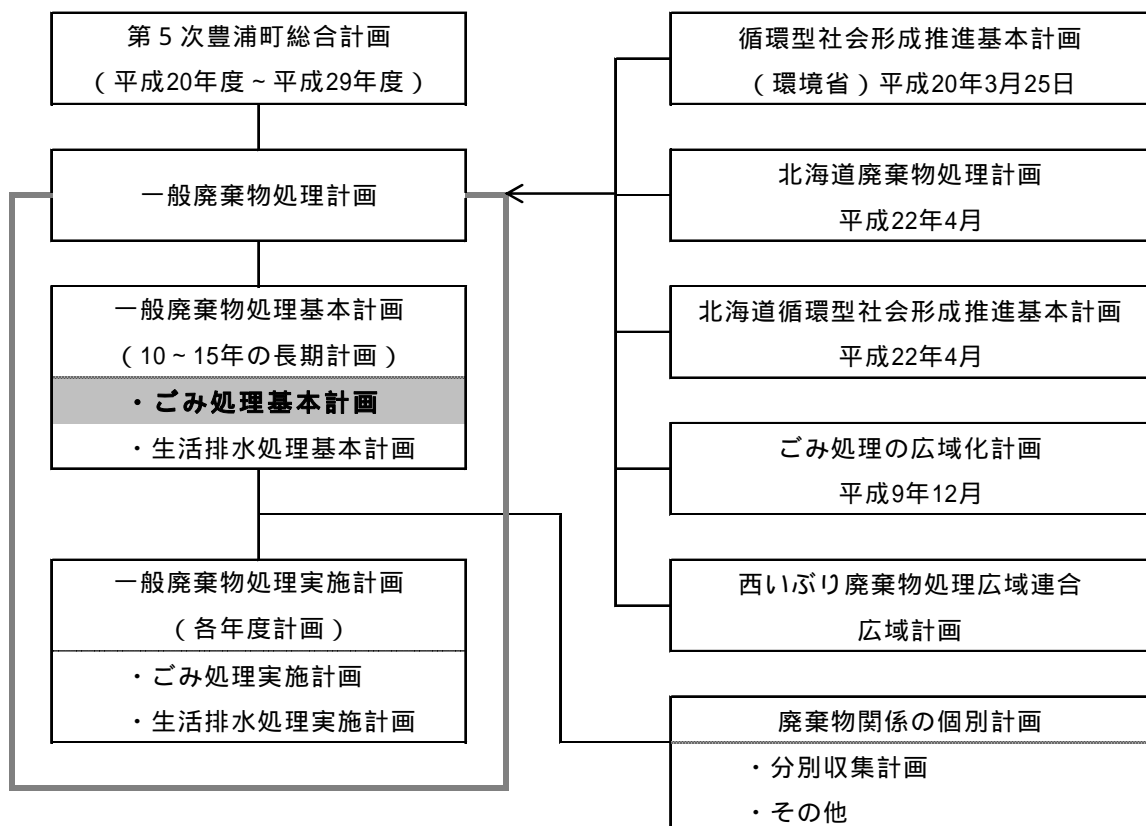 第5次豊浦町総合計画
(平成20年度~平成29年度)
一般廃棄物処理計画
一般廃棄物処理基本計画
(10~15年の長期計画)
・ごみ処理基本計画
・生活排水処理基本計画
一般廃棄物処理実施計画
(各年度計画)
・ごみ処理実施計画
・生活排水処理実施計画
循環型社会形成推進基本計画
(環境省)平成20年3月25日
北海道廃棄物処理計画
平成22年4月
北海道循環型社会形成推進基本計画
平成22年4月
ごみ処理の広域化計画
平成9年12月
西いぶり廃棄物処理広域連合
広域計画
廃棄物関係の個別計画
・分別収集計画
・その他